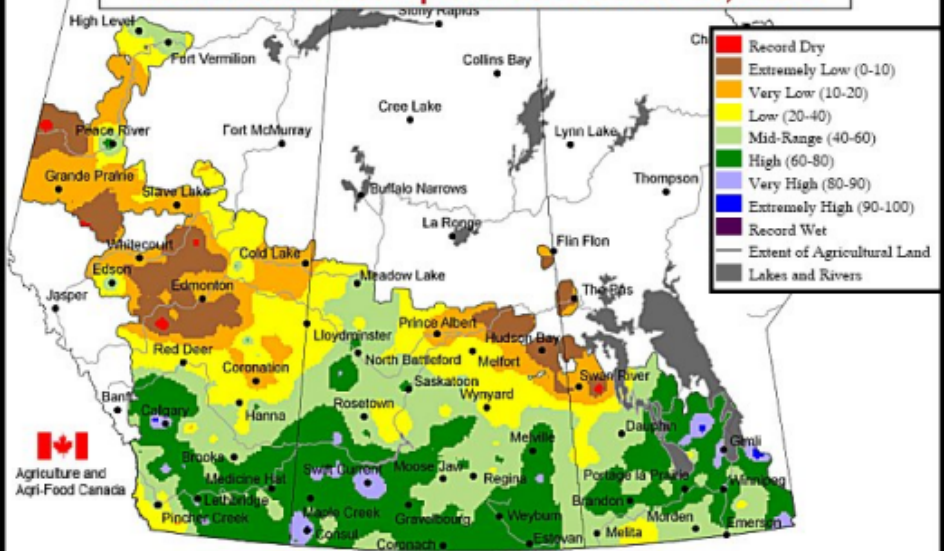 High Level
Stony Rapids
Fort Vermilion
Collins Bay
Cree Lake
Peace River
Fort McMurray
Lynn Lake
Grande Prairie
Slave Lake
Buffalo Narrows
Thompson
La Ronge
Flin Flon
Whitecourt
Cold Lake
Edson
Meadow Lake
Edmonton
The Pas
Jasper
Prince Albert
Lloydminster
Hudson Bay
Red Deer
North Battleford
Melfort
Coronation
Saskatoon
Swan River
Banff
Calgary
Hanna
Rosetown
Wynyard
Dauphin
Melville
Gimli
Brooks
Swift Current
Moose Jaw
Regina
Portage la Prairie
Medicine Hat
Winnipeg
Lethbridge
Maple Creek
Brandon
Pincher Creek
Gravelbourg
Weyburn
Morden
Emerson
Consul
Coronach
Estevan
Melita
Agriculture and
Agri-Food Canada
Record Dry
Extremely Low (0-10)
Very Low (10-20)
Low (20-40)
Mid-Range (40-60)
High (60-80)
Very High (80-90)
Extremely High (90-100)
Record Wet
Extent of Agricultural Land
Lakes and Rivers